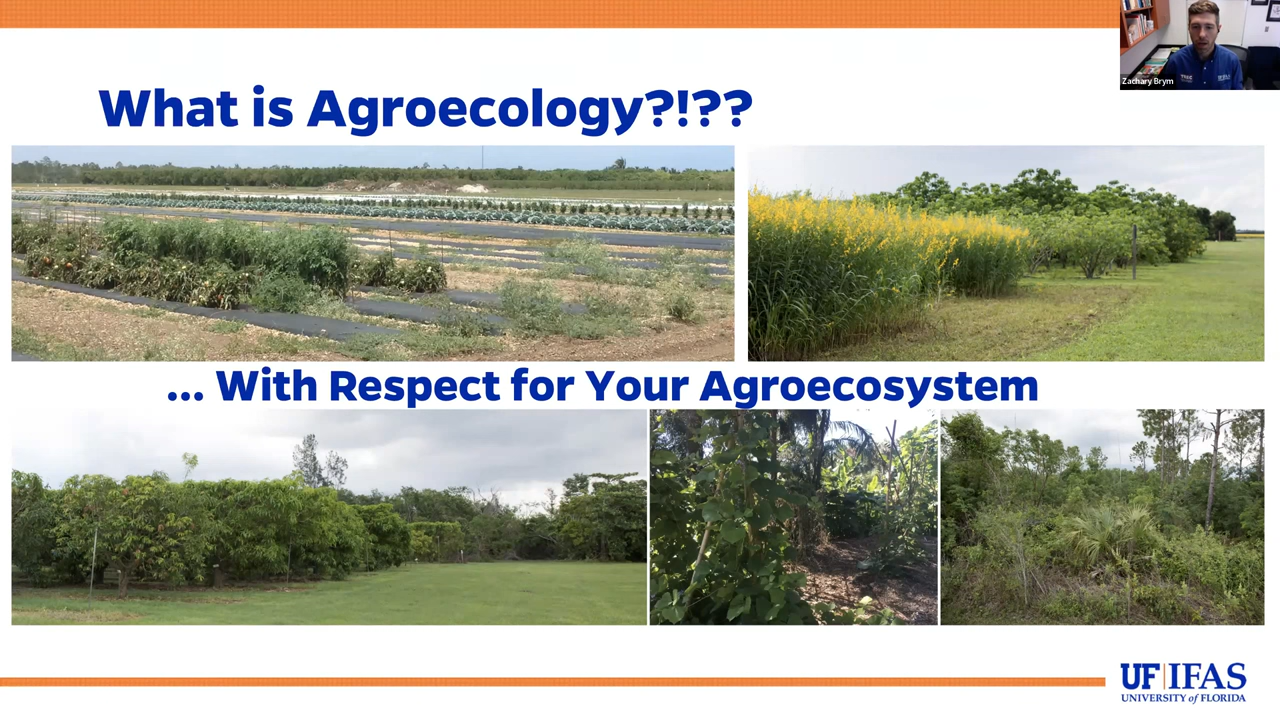 What is Agroecology?!??
Zachary Brym
... With Respect for Your Agroecosystem
UF|IFAS
UNIVERSITY of FLORIDA